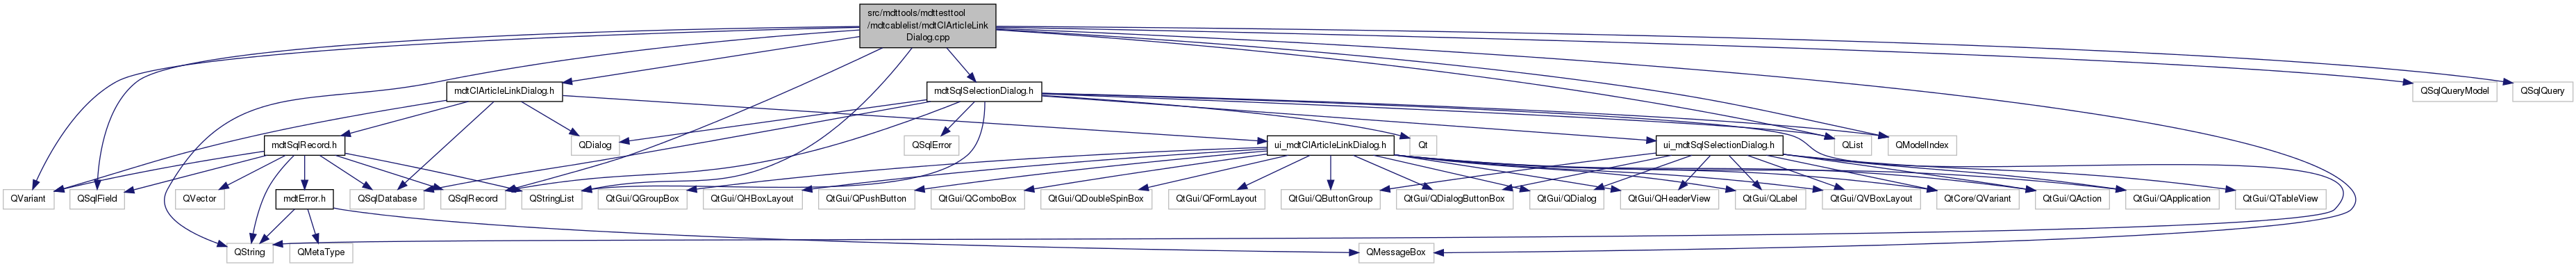 src/mdttools/mdttesttool
/mdtcablelist/mdtClArticleLink
Dialog.cpp
mdtClArticleLinkDialog.h
mdtSqlSelectionDialog.h
QSqlQueryModel
QSqlQuery
mdtSqlRecord.h
QDialog
QSqlError
ui_mdtClArticleLinkDialog.h
Qt
ui_mdtSqlSelectionDialog.h
QList
QModelIndex
QVariant
QSqlField
QVector
mdtError.h
QSqlDatabase
QSqlRecord
QStringList
QtGui/QGroupBox
QtGui/QHBoxLayout
QtGui/QPushButton
QtGui/QComboBox
QtGui/QDoubleSpinBox
QtGui/QFormLayout
QtGui/QButtonGroup
QtGui/QDialogButtonBox
QtGui/QDialog
QtGui/QHeaderView
QtGui/QLabel
QtGui/QVBoxLayout
QtCore/QVariant
QtGui/QAction
QtGui/QApplication
QtGui/QTableView
QString
QMetaType
QMessageBox